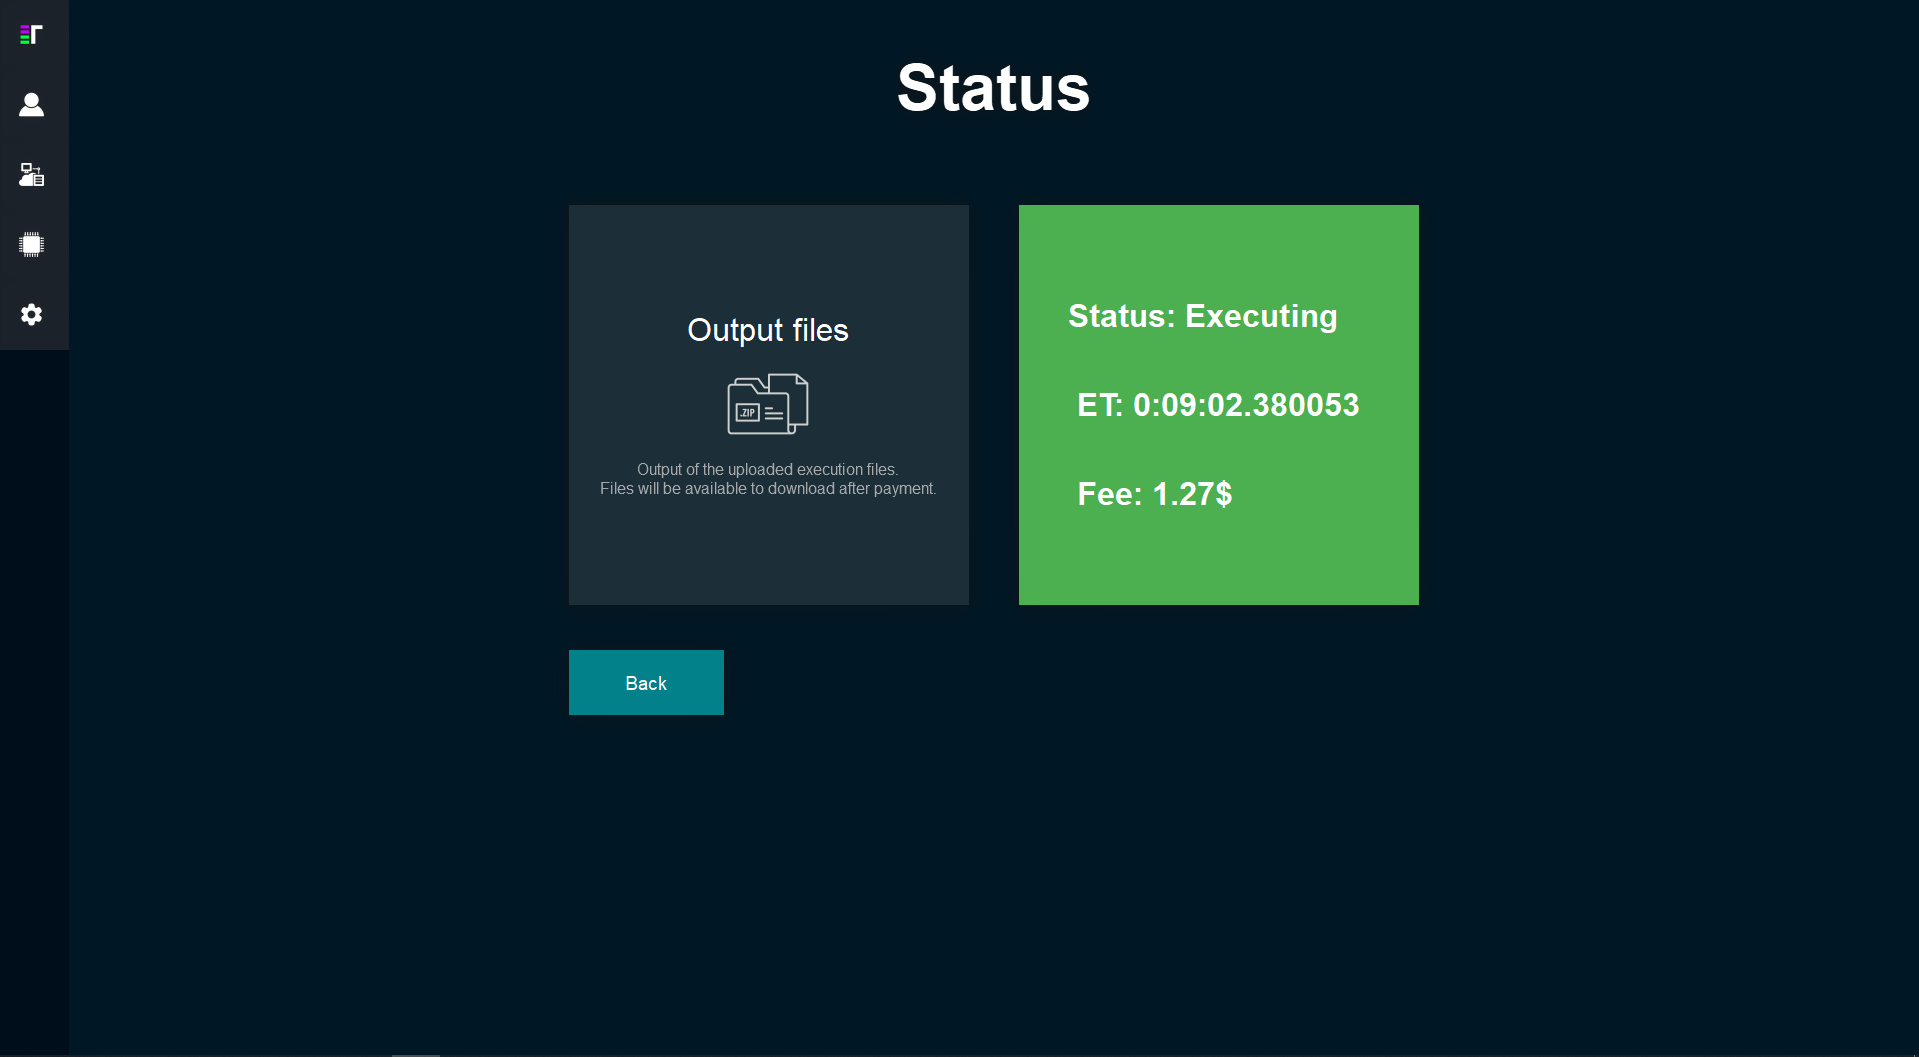 Status
Output files
.ZIP
Output of the uploaded execution files.
Files will be available to download after payment.
Status: Executing
ET: 0:09:02.380053
Fee: 1.27$
Back